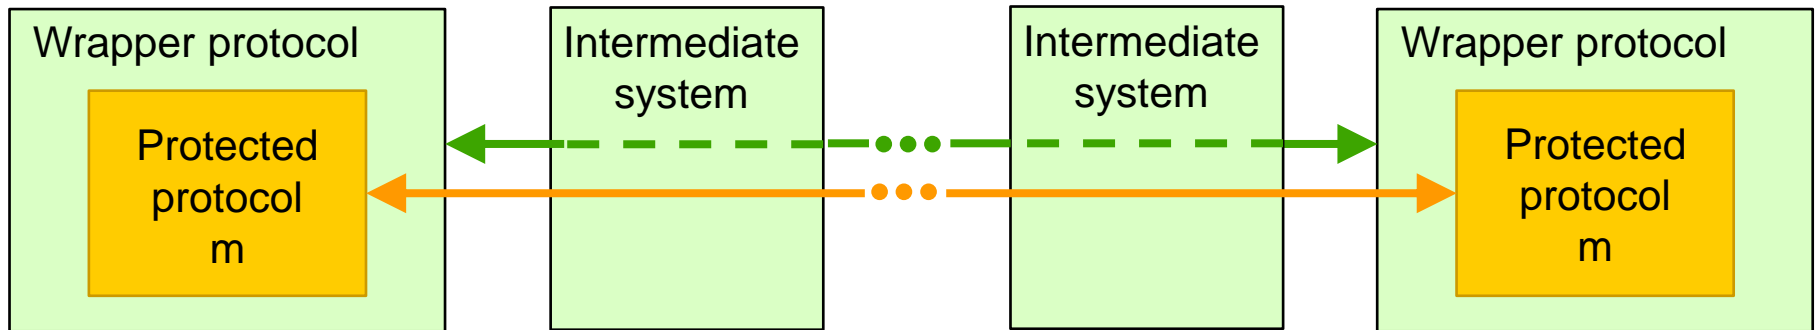 Wrapper protocol
Protected
protocol
m
Intermediate
system
Intermediate
system
Wrapper protocol
Protected
protocol
m